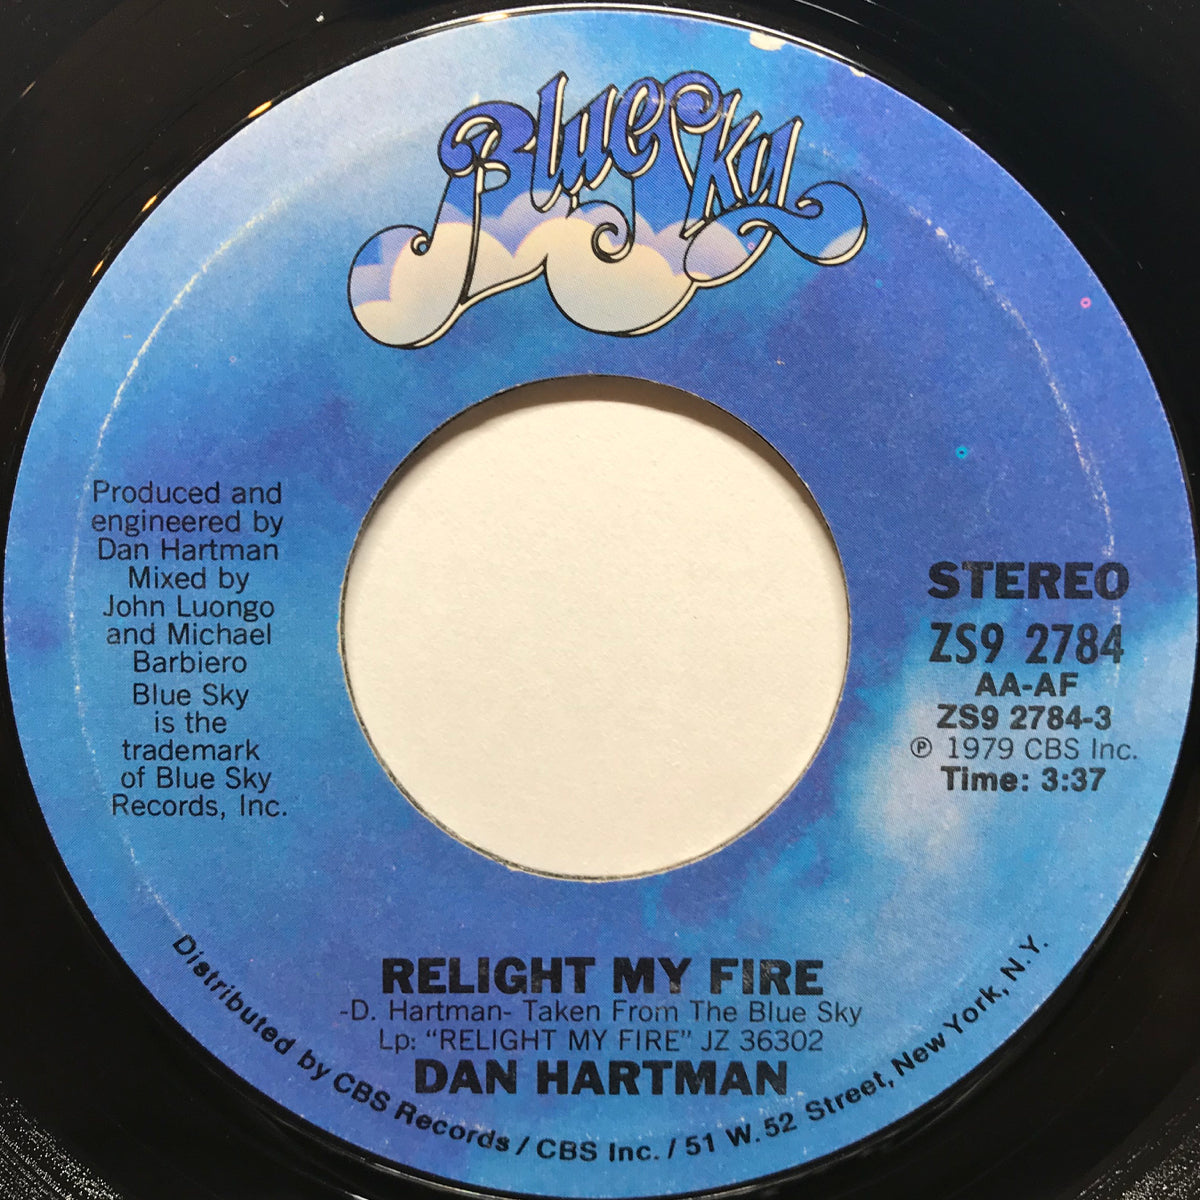 Blue Sky
Produced and
engineered by
Dan Hartman
Mixed by
John Luongo
and Michael
Barbiero
Blue Sky
is the
trademark
of Blue Sky
Records, Inc.
STEREO
ZS9 2784
AA-AF
ZS9 2784-3
℗ 1979 CBS Inc.
Time: 3:37
RELIGHT MY FIRE
-D. Hartman- Taken From The Blue Sky
Lp: “RELIGHT MY FIRE” JZ 36302
DAN HARTMAN
Distributed by CBS Records / CBS Inc. / 51 W. 52 Street, New York, N.Y.